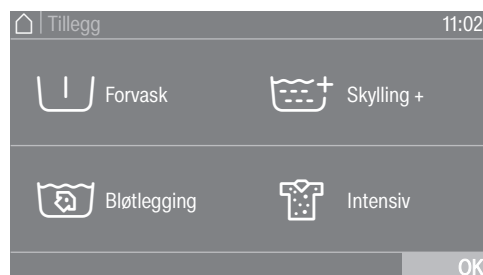 Tillegg 11:02
Forvask Skylling +
Bløtlegging Intensiv
OK